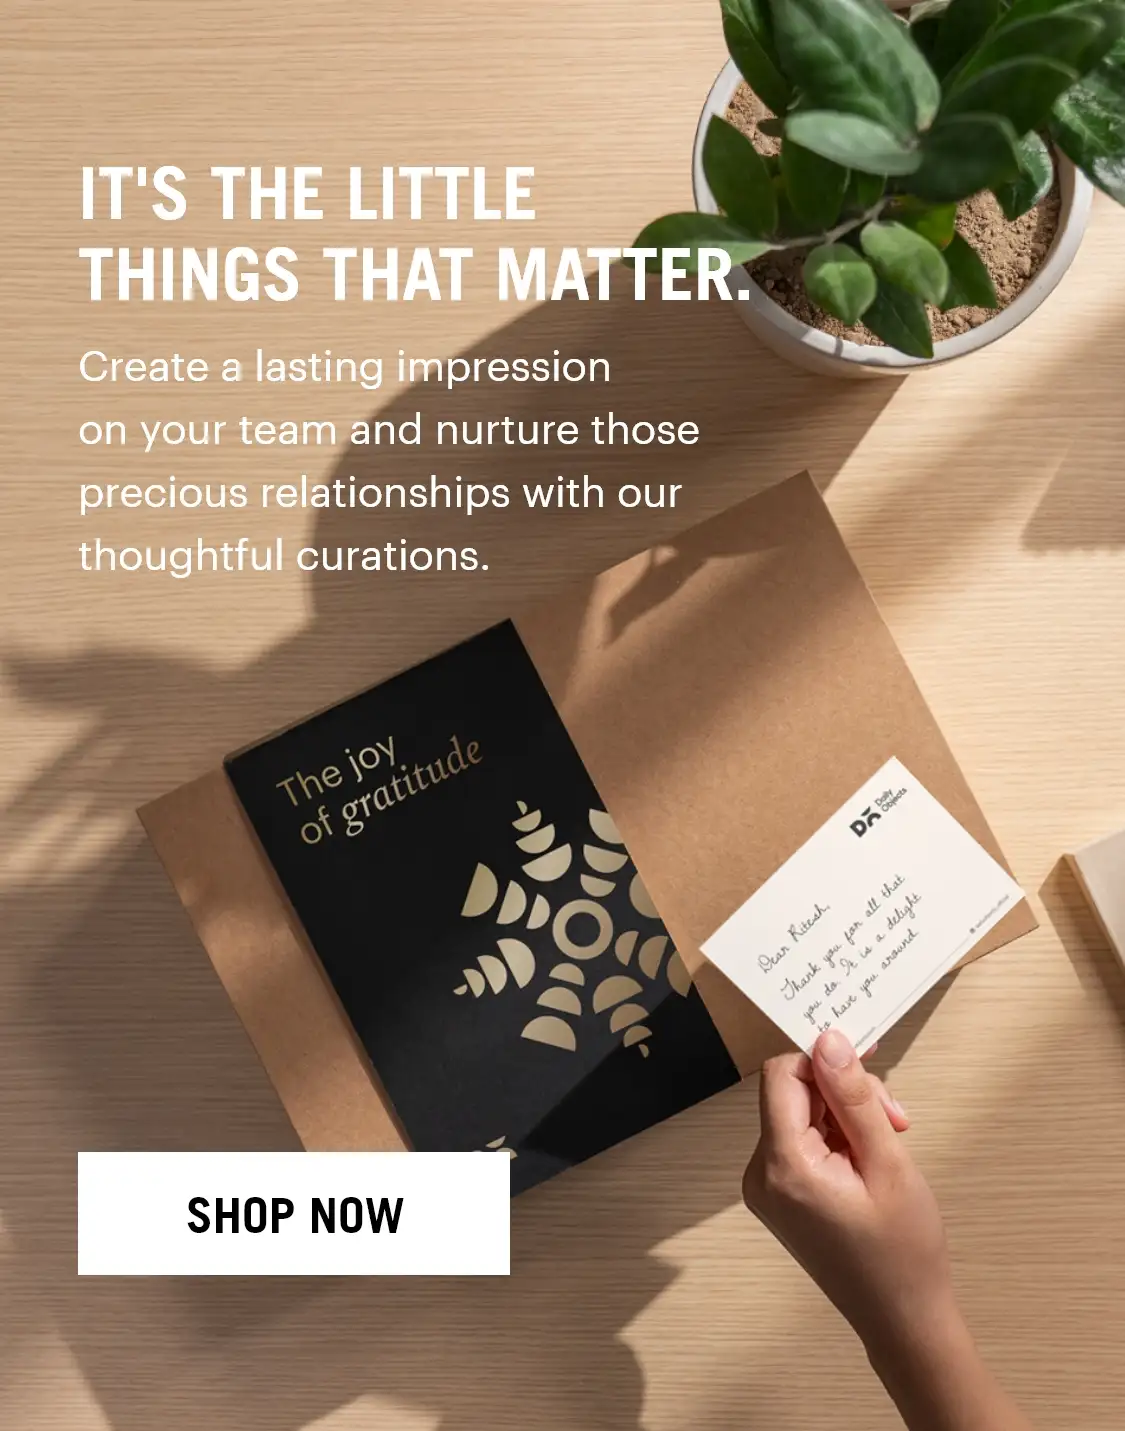 IT'S THE LITTLE
THINGS THAT MATTER.
Create a lasting impression
on your team and nurture those
precious relationships with our
thoughtful curations.
The joy
of gratitude
Daily
Objects
Dear Ritesh,
Thank you for all that
you do. It is a delight
to have you around.
SHOP NOW